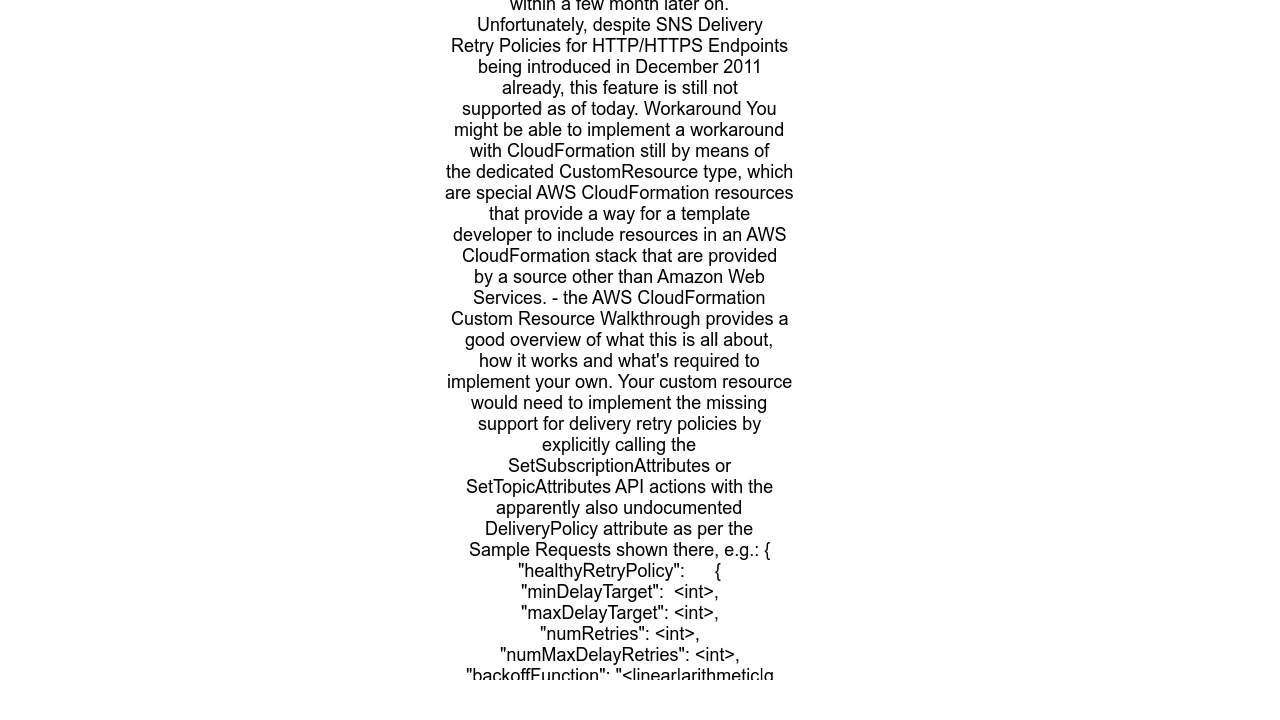 within a few month later on.
Unfortunately, despite SNS Delivery
Retry Policies for HTTP/HTTPS Endpoints
being introduced in December 2011
already, this feature is still not
supported as of today. Workaround You
might be able to implement a workaround
with CloudFormation still by means of
the dedicated CustomResource type, which
are special AWS CloudFormation resources
that provide a way for a template
developer to include resources in an AWS
CloudFormation stack that are provided
by a source other than Amazon Web
Services. - the AWS CloudFormation
Custom Resource Walkthrough provides a
good overview of what this is all about,
how it works and what's required to
implement your own. Your custom resource
would need to implement the missing
support for delivery retry policies by
explicitly calling the
SetSubscriptionAttributes or
SetTopicAttributes API actions with the
apparently also undocumented
DeliveryPolicy attribute as per the
Sample Requests shown there, e.g.: {
"healthyRetryPolicy":      {
"minDelayTarget":  <int>,
"maxDelayTarget": <int>,
"numRetries": <int>,
"numMaxDelayRetries": <int>,
"backoffFunction": "<linear|arithmetic|g